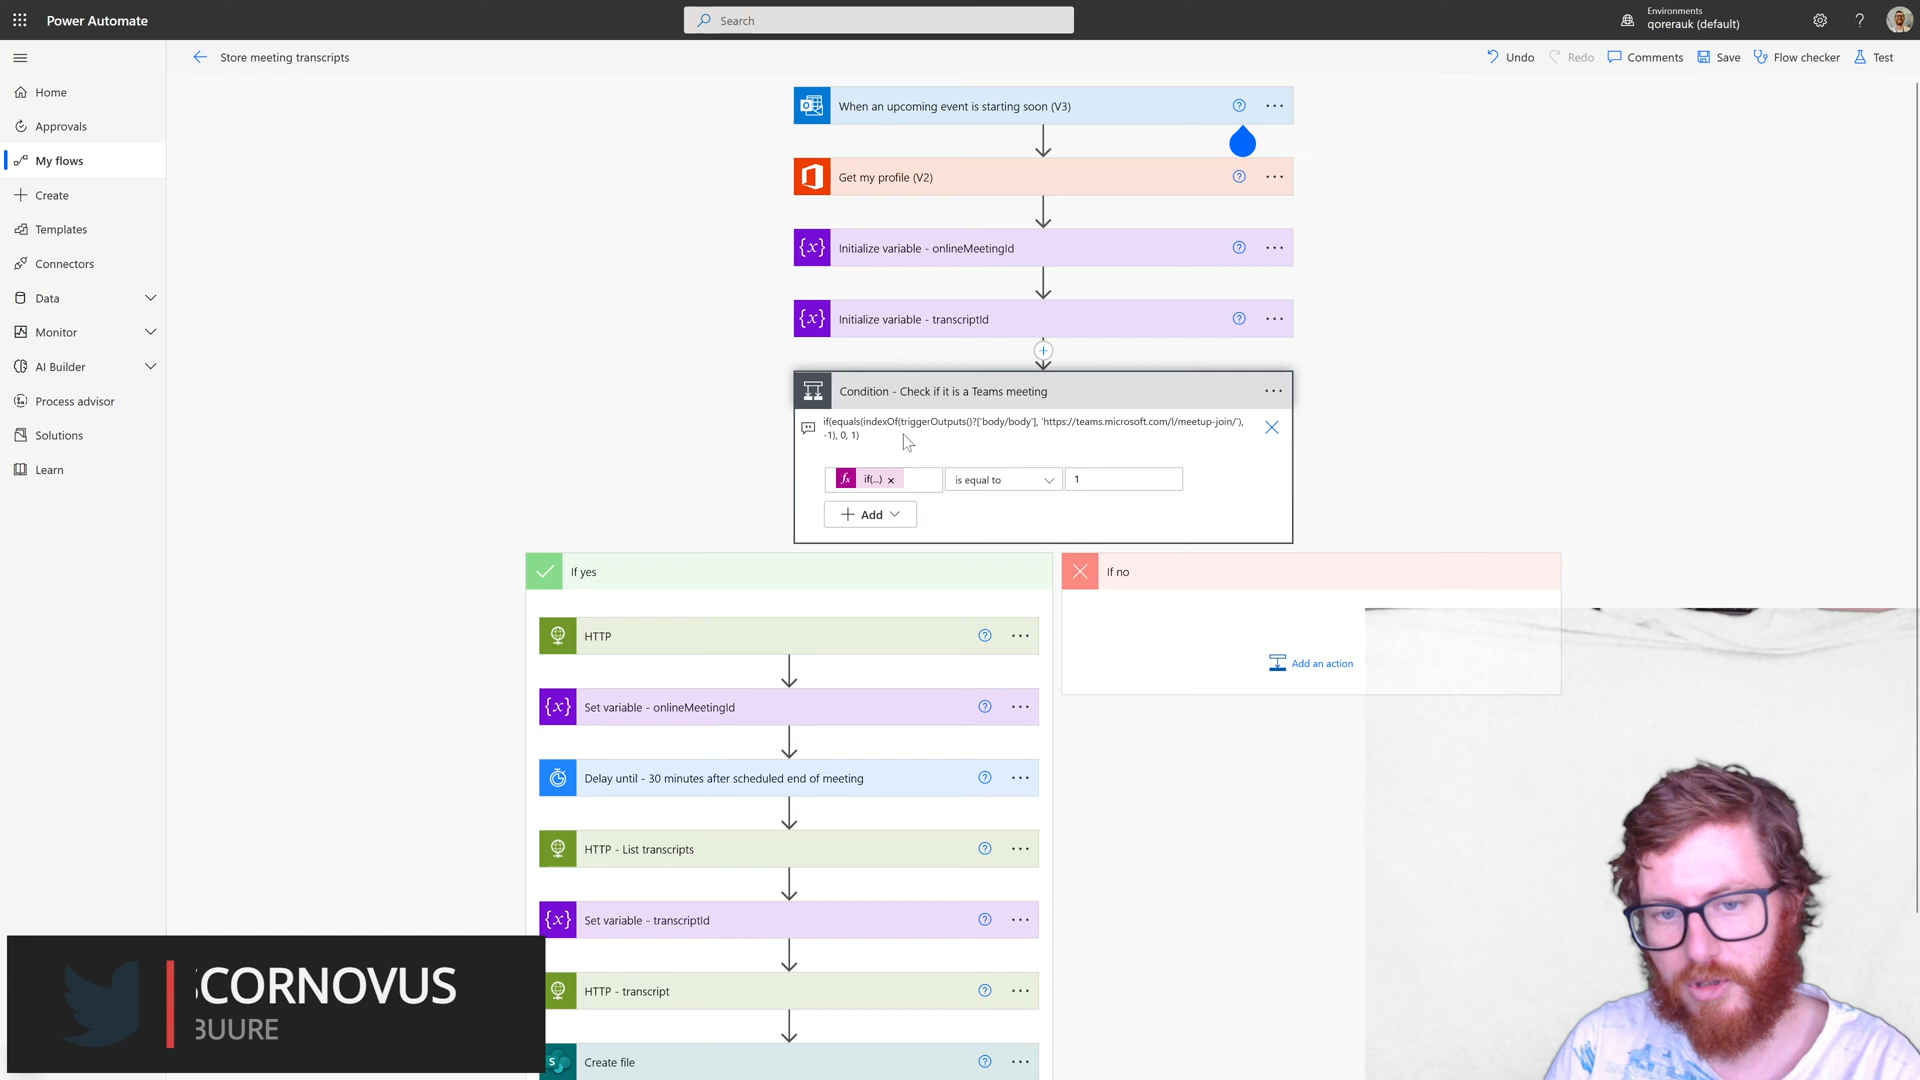 Power Automate
Search
Environments
qorerauk (default)
?
Store meeting transcripts
Undo
Redo
Comments
Save
Flow checker
Test
Home
Approvals
My flows
Create
Templates
Connectors
Data
Monitor
AI Builder
Process advisor
Solutions
Learn
When an upcoming event is starting soon (V3)
Get my profile (V2)
{x} Initialize variable - onlineMeetingId
{x} Initialize variable - transcriptId
Condition - Check if it is a Teams meeting
if(equals(indexOf(triggerOutputs()?['body/body'], 'https://teams.microsoft.com/l/meetup-join/'),
-1), 0, 1)
fx if(...) x
is equal to
1
+ Add
If yes
If no
HTTP
Add an action
{x} Set variable - onlineMeetingId
Delay until - 30 minutes after scheduled end of meeting
HTTP - List transcripts
{x} Set variable - transcriptId
HTTP - transcript
S Create file
CORNOVUS
BUURE